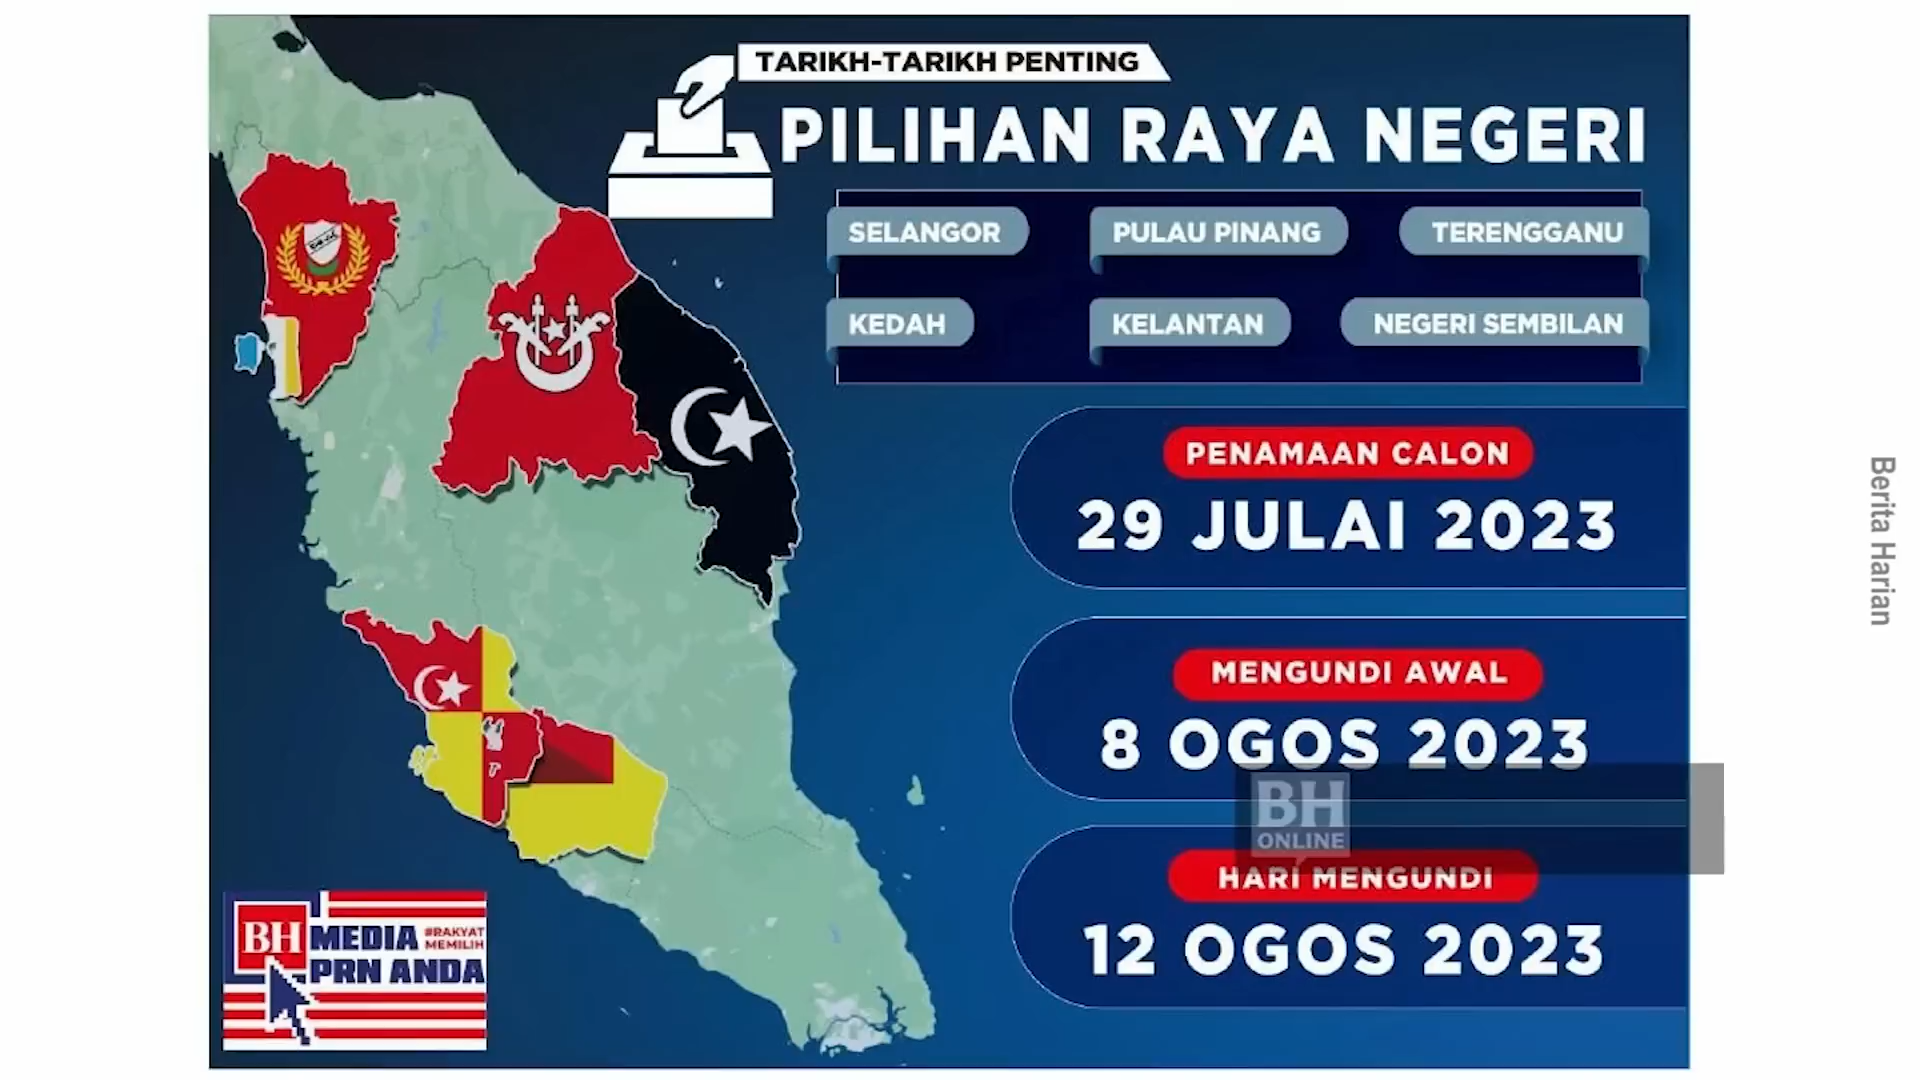 TARIKH-TARIKH PENTING
PILIHAN RAYA NEGERI
SELANGOR
PULAU PINANG
TERENGGANU
KEDAH
KELANTAN
NEGERI SEMBILAN
PENAMAAN CALON
29 JULAI 2023
MENGUNDI AWAL
8 OGOS 2023
BH
ONLINE
HARI MENGUNDI
12 OGOS 2023
BH MEDIA #RAKYAT MEMILIH
PRN ANDA
Berita Harian